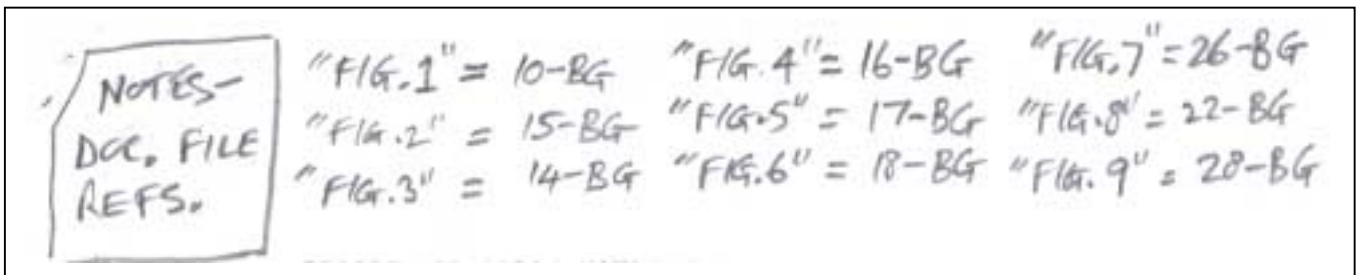 NOTES-
DOC. FILE
REFS.
"FIG.1" = 10-BG
"FIG.2" = 15-BG
"FIG.3" = 14-BG
"FIG.4" = 16-BG
"FIG.5" = 17-BG
"FIG.6" = 18-BG
"FIG.7" = 26-BG
"FIG.8" = 22-BG
"FIG.9" = 28-BG